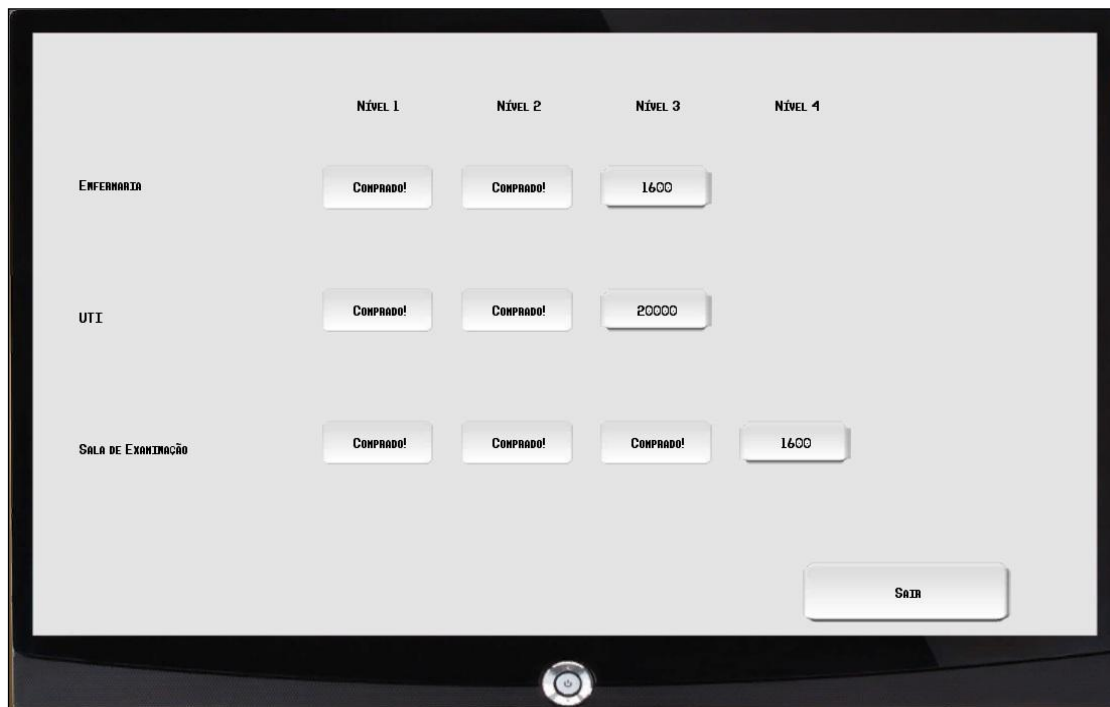 Nível 1 Nível 2 Nível 3 Nível 4
Enfermaria Comprado! Comprado! 1600
UTI Comprado! Comprado! 20000
Sala de Examinação Comprado! Comprado! Comprado! 1600
Sair